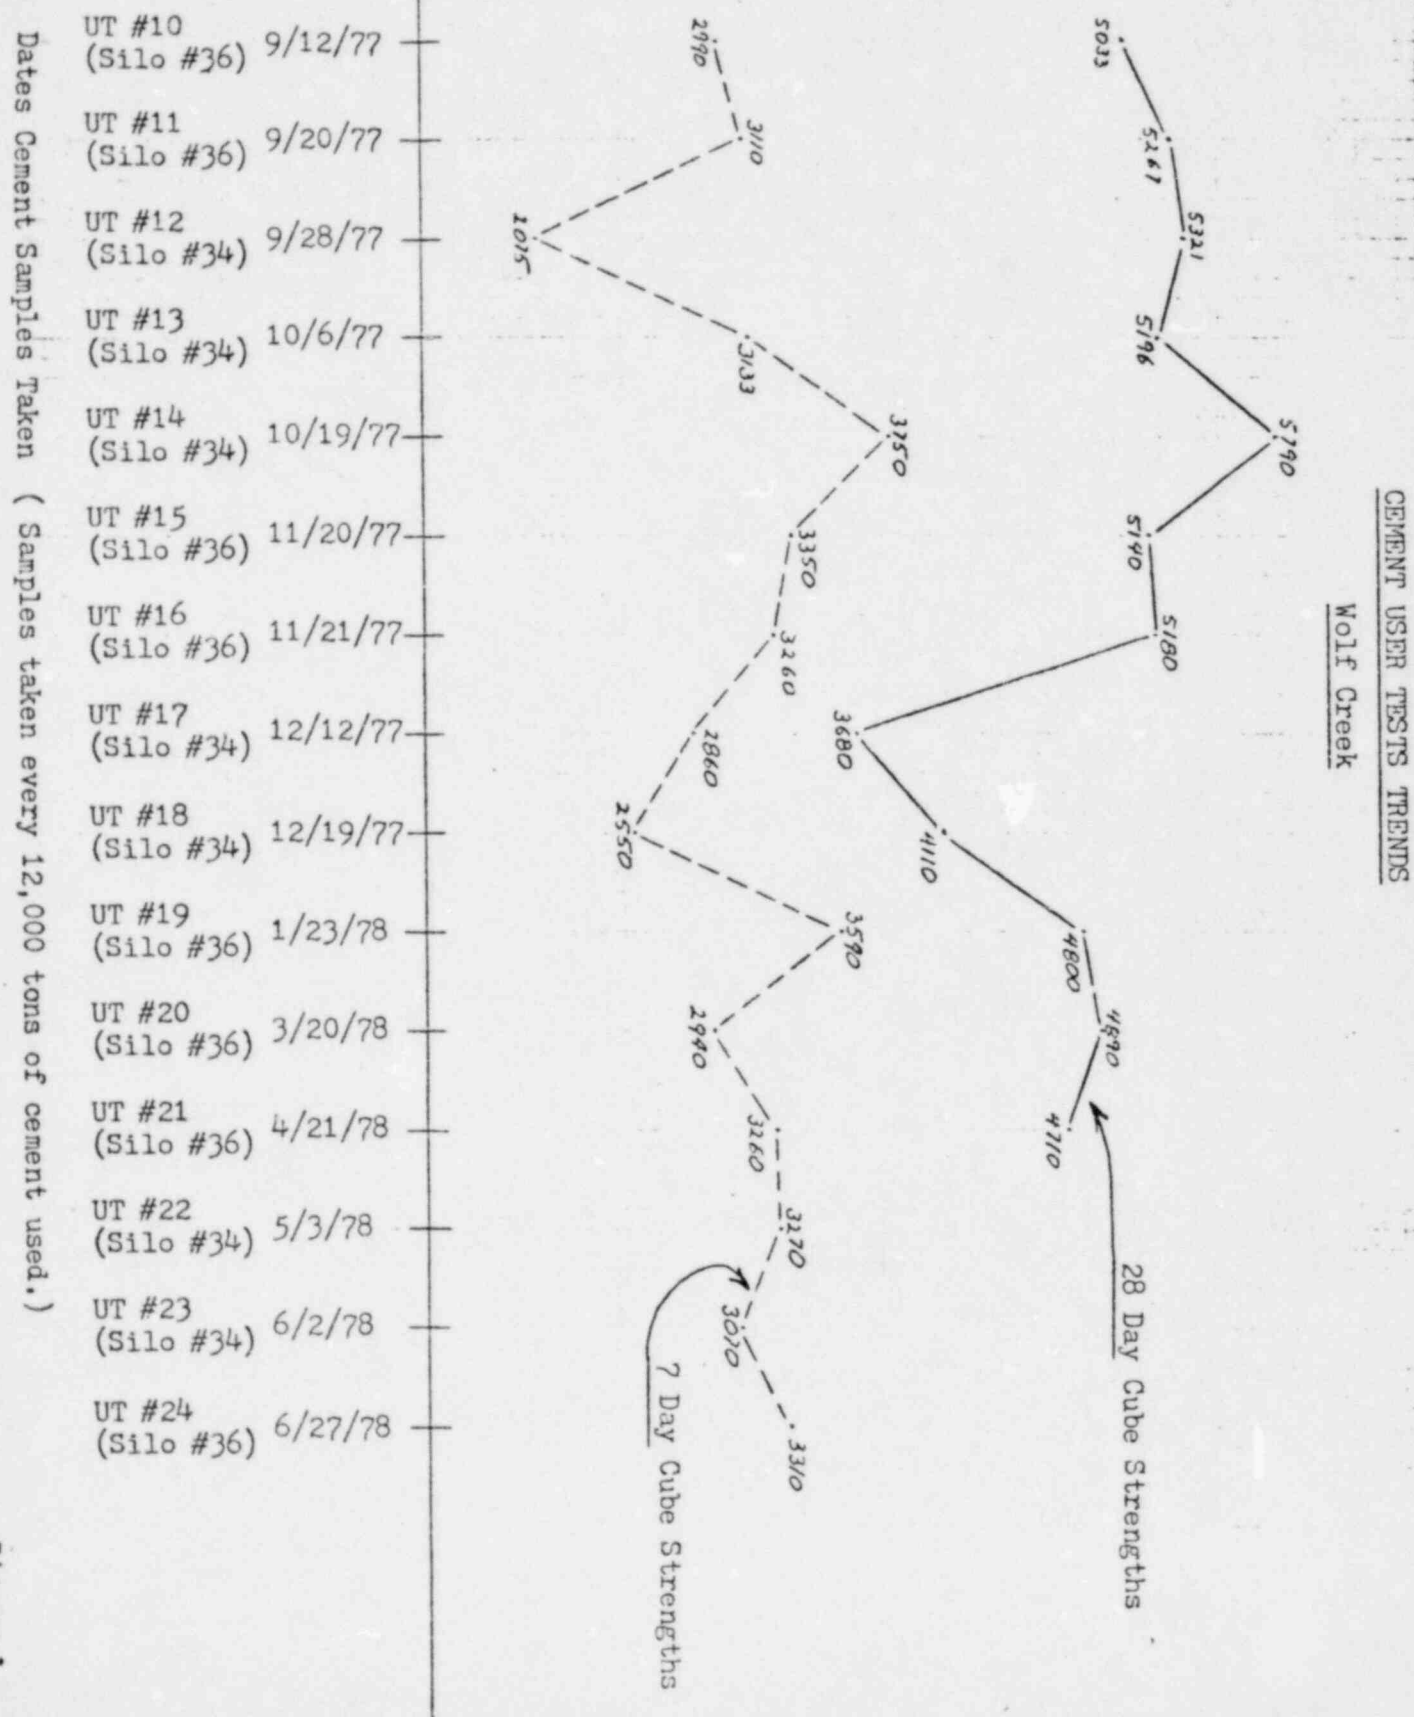 CEMENT USER TESTS TRENDS
Wolf Creek
5033
5267
5321
5196
5790
5140
5180
3680
4110
4800
4890
4710
28 Day Cube Strengths
2990
3110
2075
3133
3750
3350
3260
2860
2550
3590
2940
3260
3270
3070
3310
7 Day Cube Strengths
UT #10
(Silo #36) 9/12/77
UT #11
(Silo #36) 9/20/77
UT #12
(Silo #34) 9/28/77
UT #13
(Silo #34) 10/6/77
UT #14
(Silo #34) 10/19/77
UT #15
(Silo #36) 11/20/77
UT #16
(Silo #36) 11/21/77
UT #17
(Silo #34) 12/12/77
UT #18
(Silo #34) 12/19/77
UT #19
(Silo #36) 1/23/78
UT #20
(Silo #36) 3/20/78
UT #21
(Silo #36) 4/21/78
UT #22
(Silo #34) 5/3/78
UT #23
(Silo #34) 6/2/78
UT #24
(Silo #36) 6/27/78
Dates Cement Samples Taken ( Samples taken every 12,000 tons of cement used.)